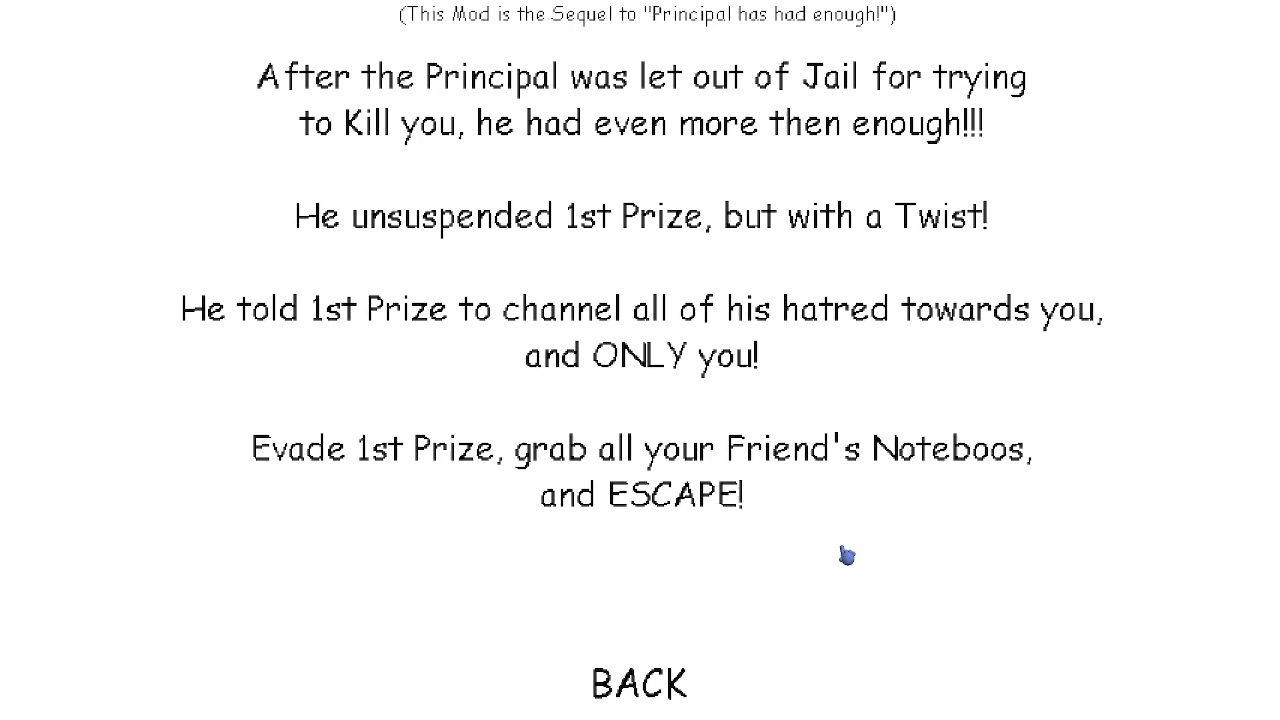 (This Mod is the Sequel to "Principal has had enough!")
After the Principal was let out of Jail for trying
to Kill you, he had even more then enough!!!
He unsuspended 1st Prize, but with a Twist!
He told 1st Prize to channel all of his hatred towards you,
and ONLY you!
Evade 1st Prize, grab all your Friend's Noteboos,
and ESCAPE!
BACK